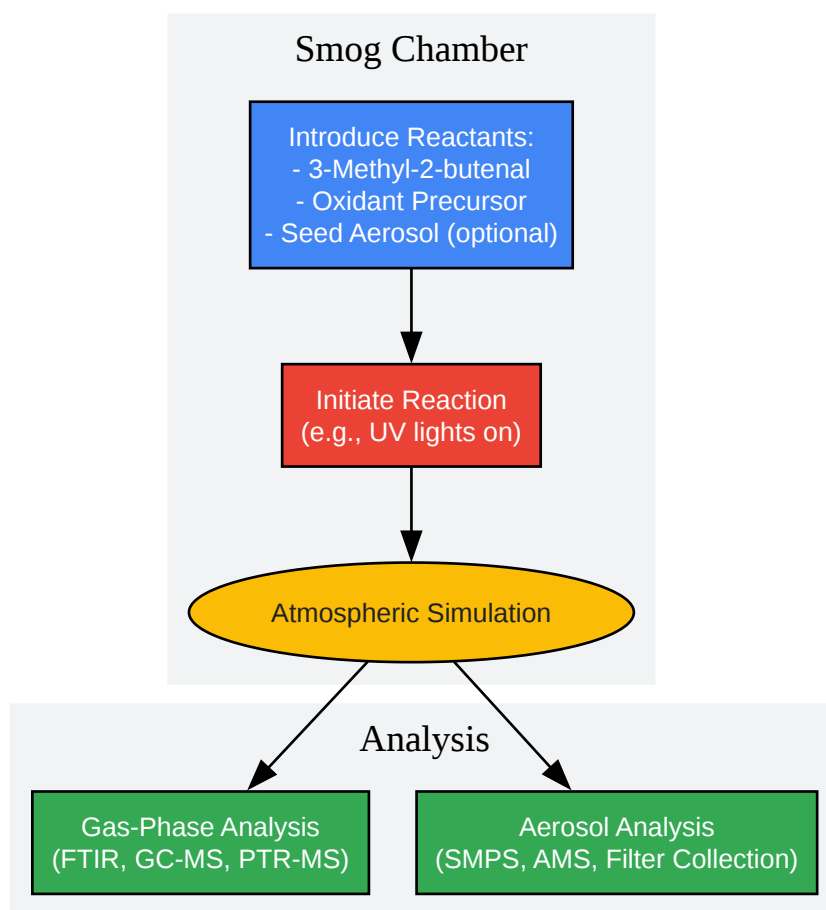 Smog Chamber
Introduce Reactants:
- 3-Methyl-2-butenal
- Oxidant Precursor
- Seed Aerosol (optional)
Initiate Reaction
(e.g., UV lights on)
Atmospheric Simulation
Analysis
Gas-Phase Analysis
(FTIR, GC-MS, PTR-MS)
Aerosol Analysis
(SMPS, AMS, Filter Collection)